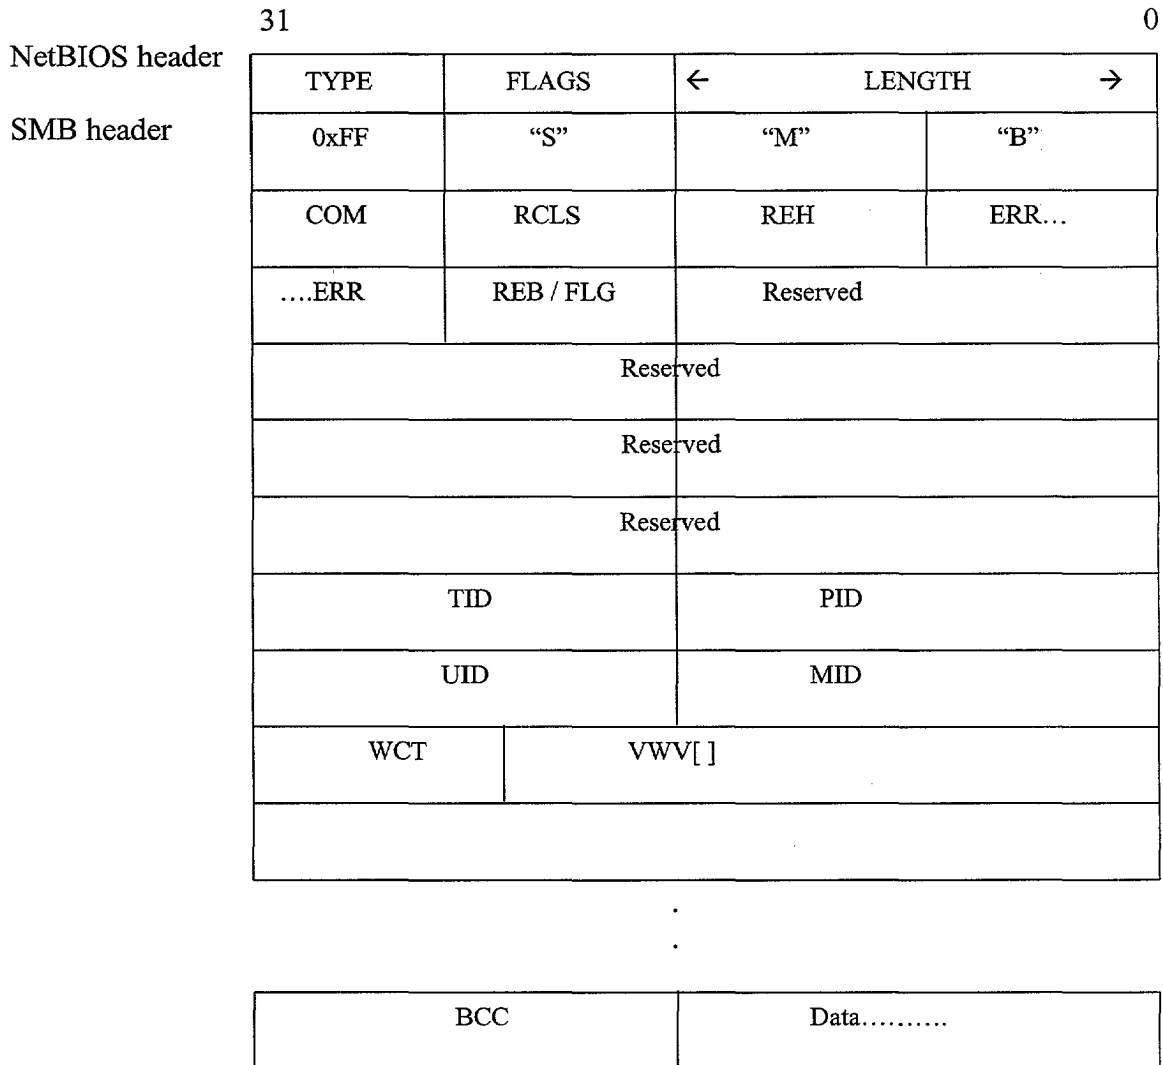 31 0
NetBIOS header
TYPE FLAGS ← LENGTH →
SMB header
0xFF “S” “M” “B”
COM RCLS REH ERR...
....ERR REB / FLG Reserved
Reserved
Reserved
Reserved
TID PID
UID MID
WCT VWV[ ]
.
.
BCC Data..........